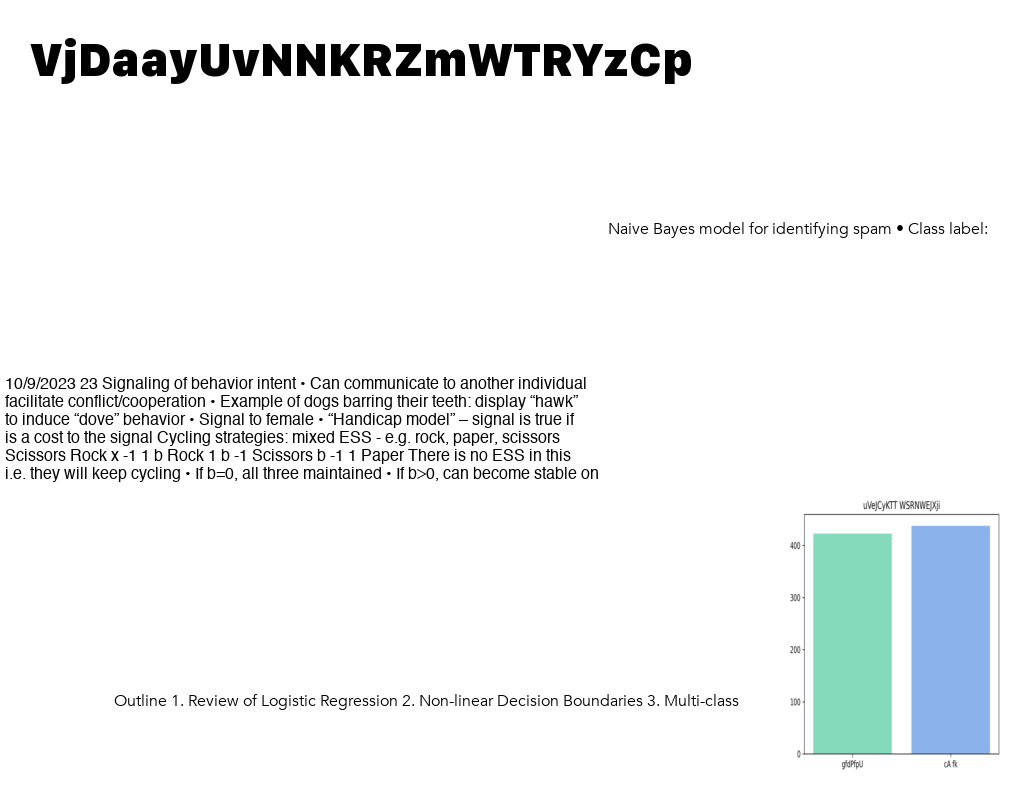 VjDaayUvNNKRZmWTRYzCp
Naive Bayes model for identifying spam • Class label:
10/9/2023 23 Signaling of behavior intent • Can communicate to another individual
facilitate conflict/cooperation • Example of dogs barring their teeth: display “hawk”
to induce “dove” behavior • Signal to female • “Handicap model” – signal is true if
is a cost to the signal Cycling strategies: mixed ESS - e.g. rock, paper, scissors
Scissors Rock x -1 1 b Rock 1 b -1 Scissors b -1 1 Paper There is no ESS in this
i.e. they will keep cycling • If b=0, all three maintained • If b>0, can become stable on
uVeJCyKTT WSRNWEJXji
400
300
200
100
0
gfdPfpU
cA fk
Outline 1. Review of Logistic Regression 2. Non-linear Decision Boundaries 3. Multi-class